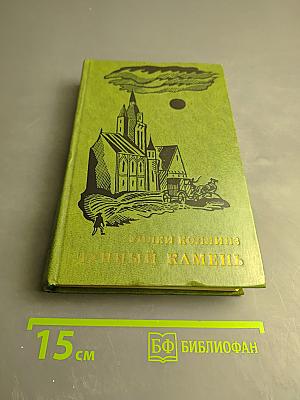 УИЛКИ КОЛЛИНЗ
ЛУННЫЙ КАМЕНЬ
15 см
БФ БИБЛИОФАН